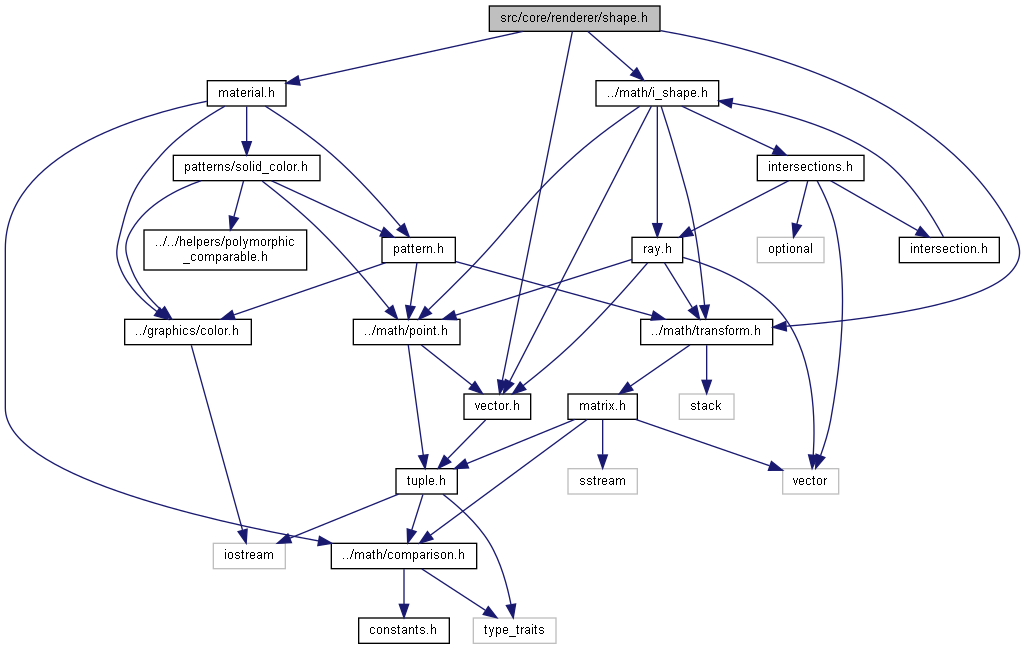 src/core/renderer/shape.h
material.h
../math/i_shape.h
patterns/solid_color.h
intersections.h
../../helpers/polymorphic
_comparable.h
pattern.h
ray.h
optional
intersection.h
../graphics/color.h
../math/point.h
../math/transform.h
vector.h
matrix.h
stack
tuple.h
sstream
vector
iostream
../math/comparison.h
constants.h
type_traits